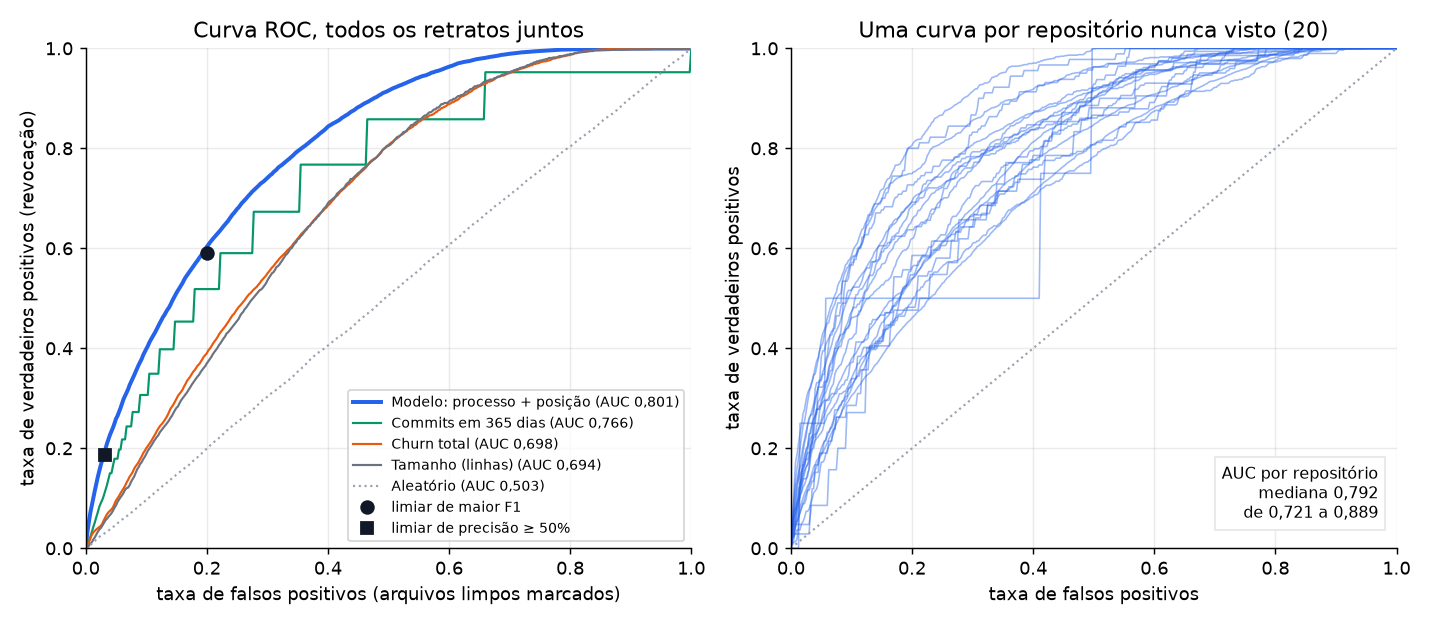 Curva ROC, todos os retratos juntos
1.0
0.8
0.6
0.4
0.2
0.0
taxa de verdadeiros positivos (revocação)
Modelo: processo + posição (AUC 0,801)
Commits em 365 dias (AUC 0,766)
Churn total (AUC 0,698)
Tamanho (linhas) (AUC 0,694)
Aleatório (AUC 0,503)
limiar de maior F1
limiar de precisão ≥ 50%
0.0 0.2 0.4 0.6 0.8 1.0
taxa de falsos positivos (arquivos limpos marcados)
Uma curva por repositório nunca visto (20)
1.0
0.8
0.6
0.4
0.2
0.0
taxa de verdadeiros positivos
AUC por repositório
mediana 0,792
de 0,721 a 0,889
0.0 0.2 0.4 0.6 0.8 1.0
taxa de falsos positivos